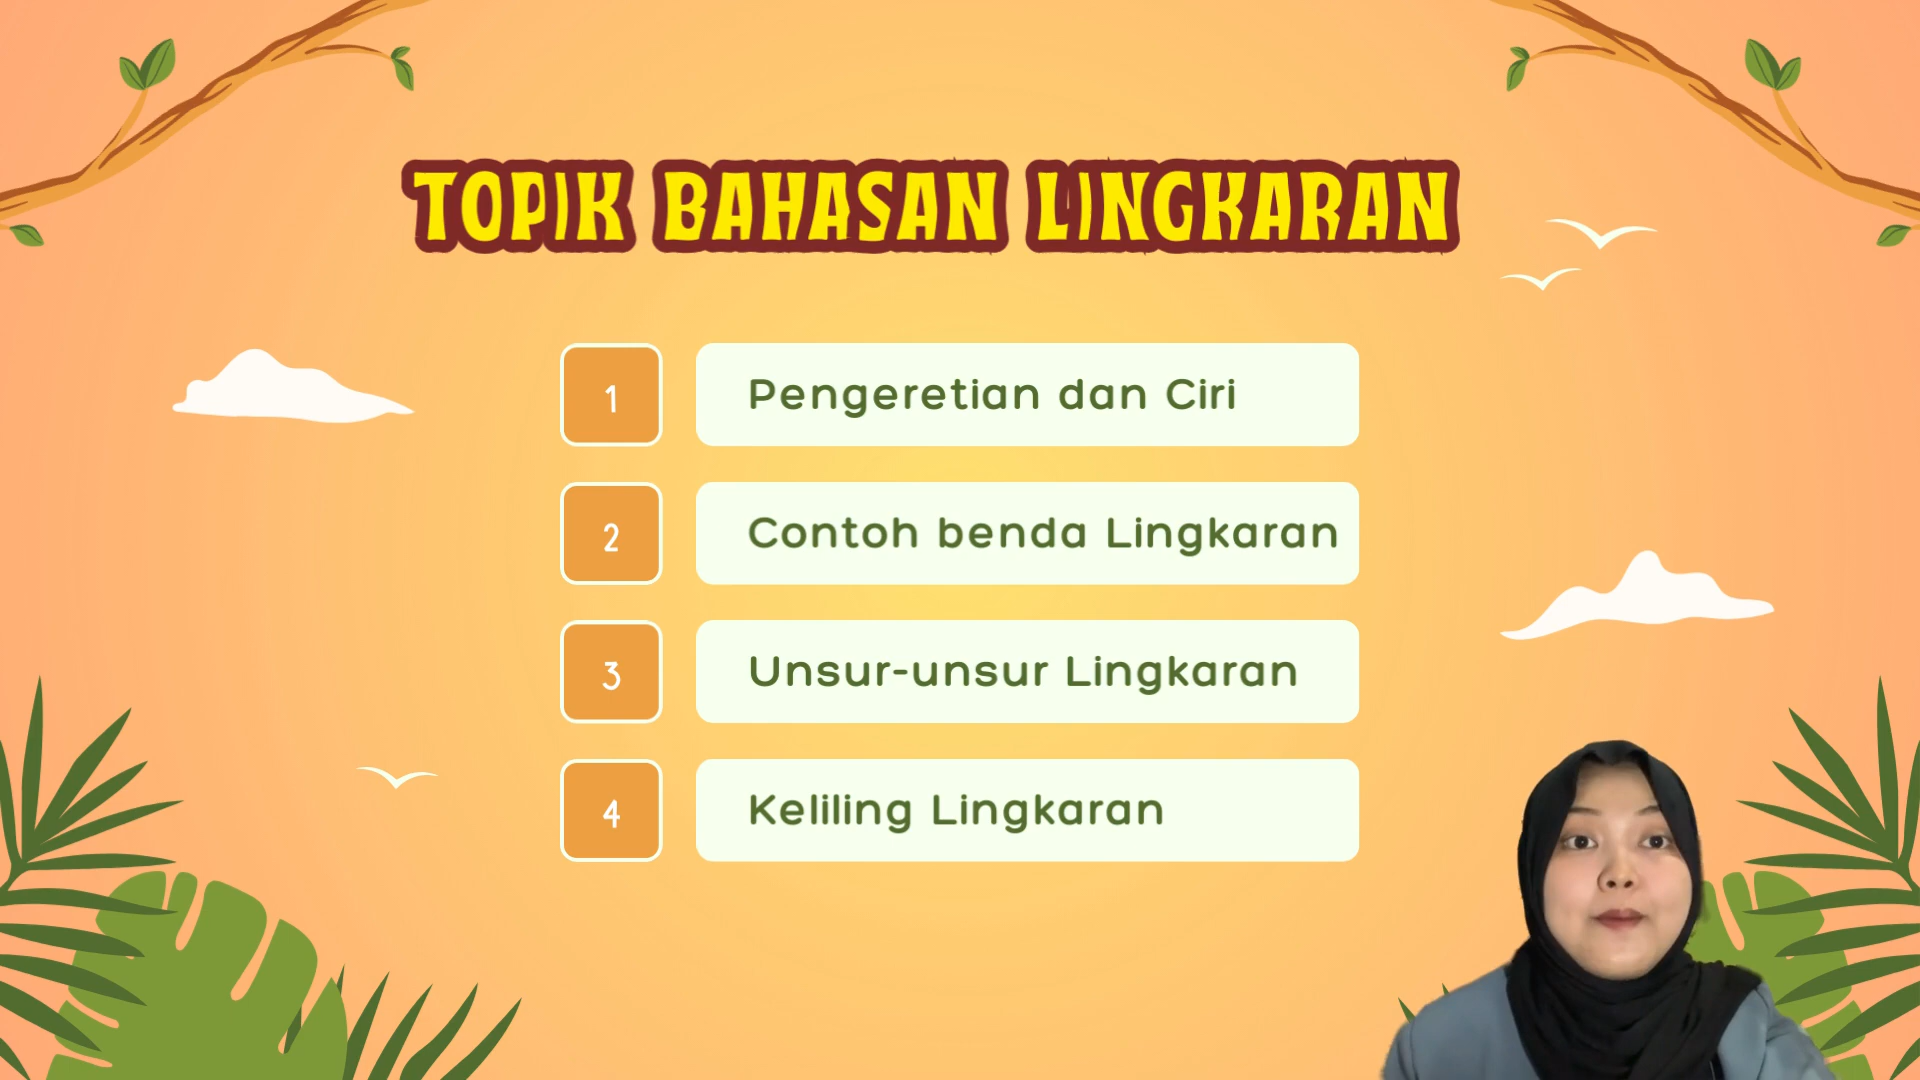 TOPIK BAHASAN LINGKARAN
1 Pengeretian dan Ciri
2 Contoh benda Lingkaran
3 Unsur-unsur Lingkaran
4 Keliling Lingkaran